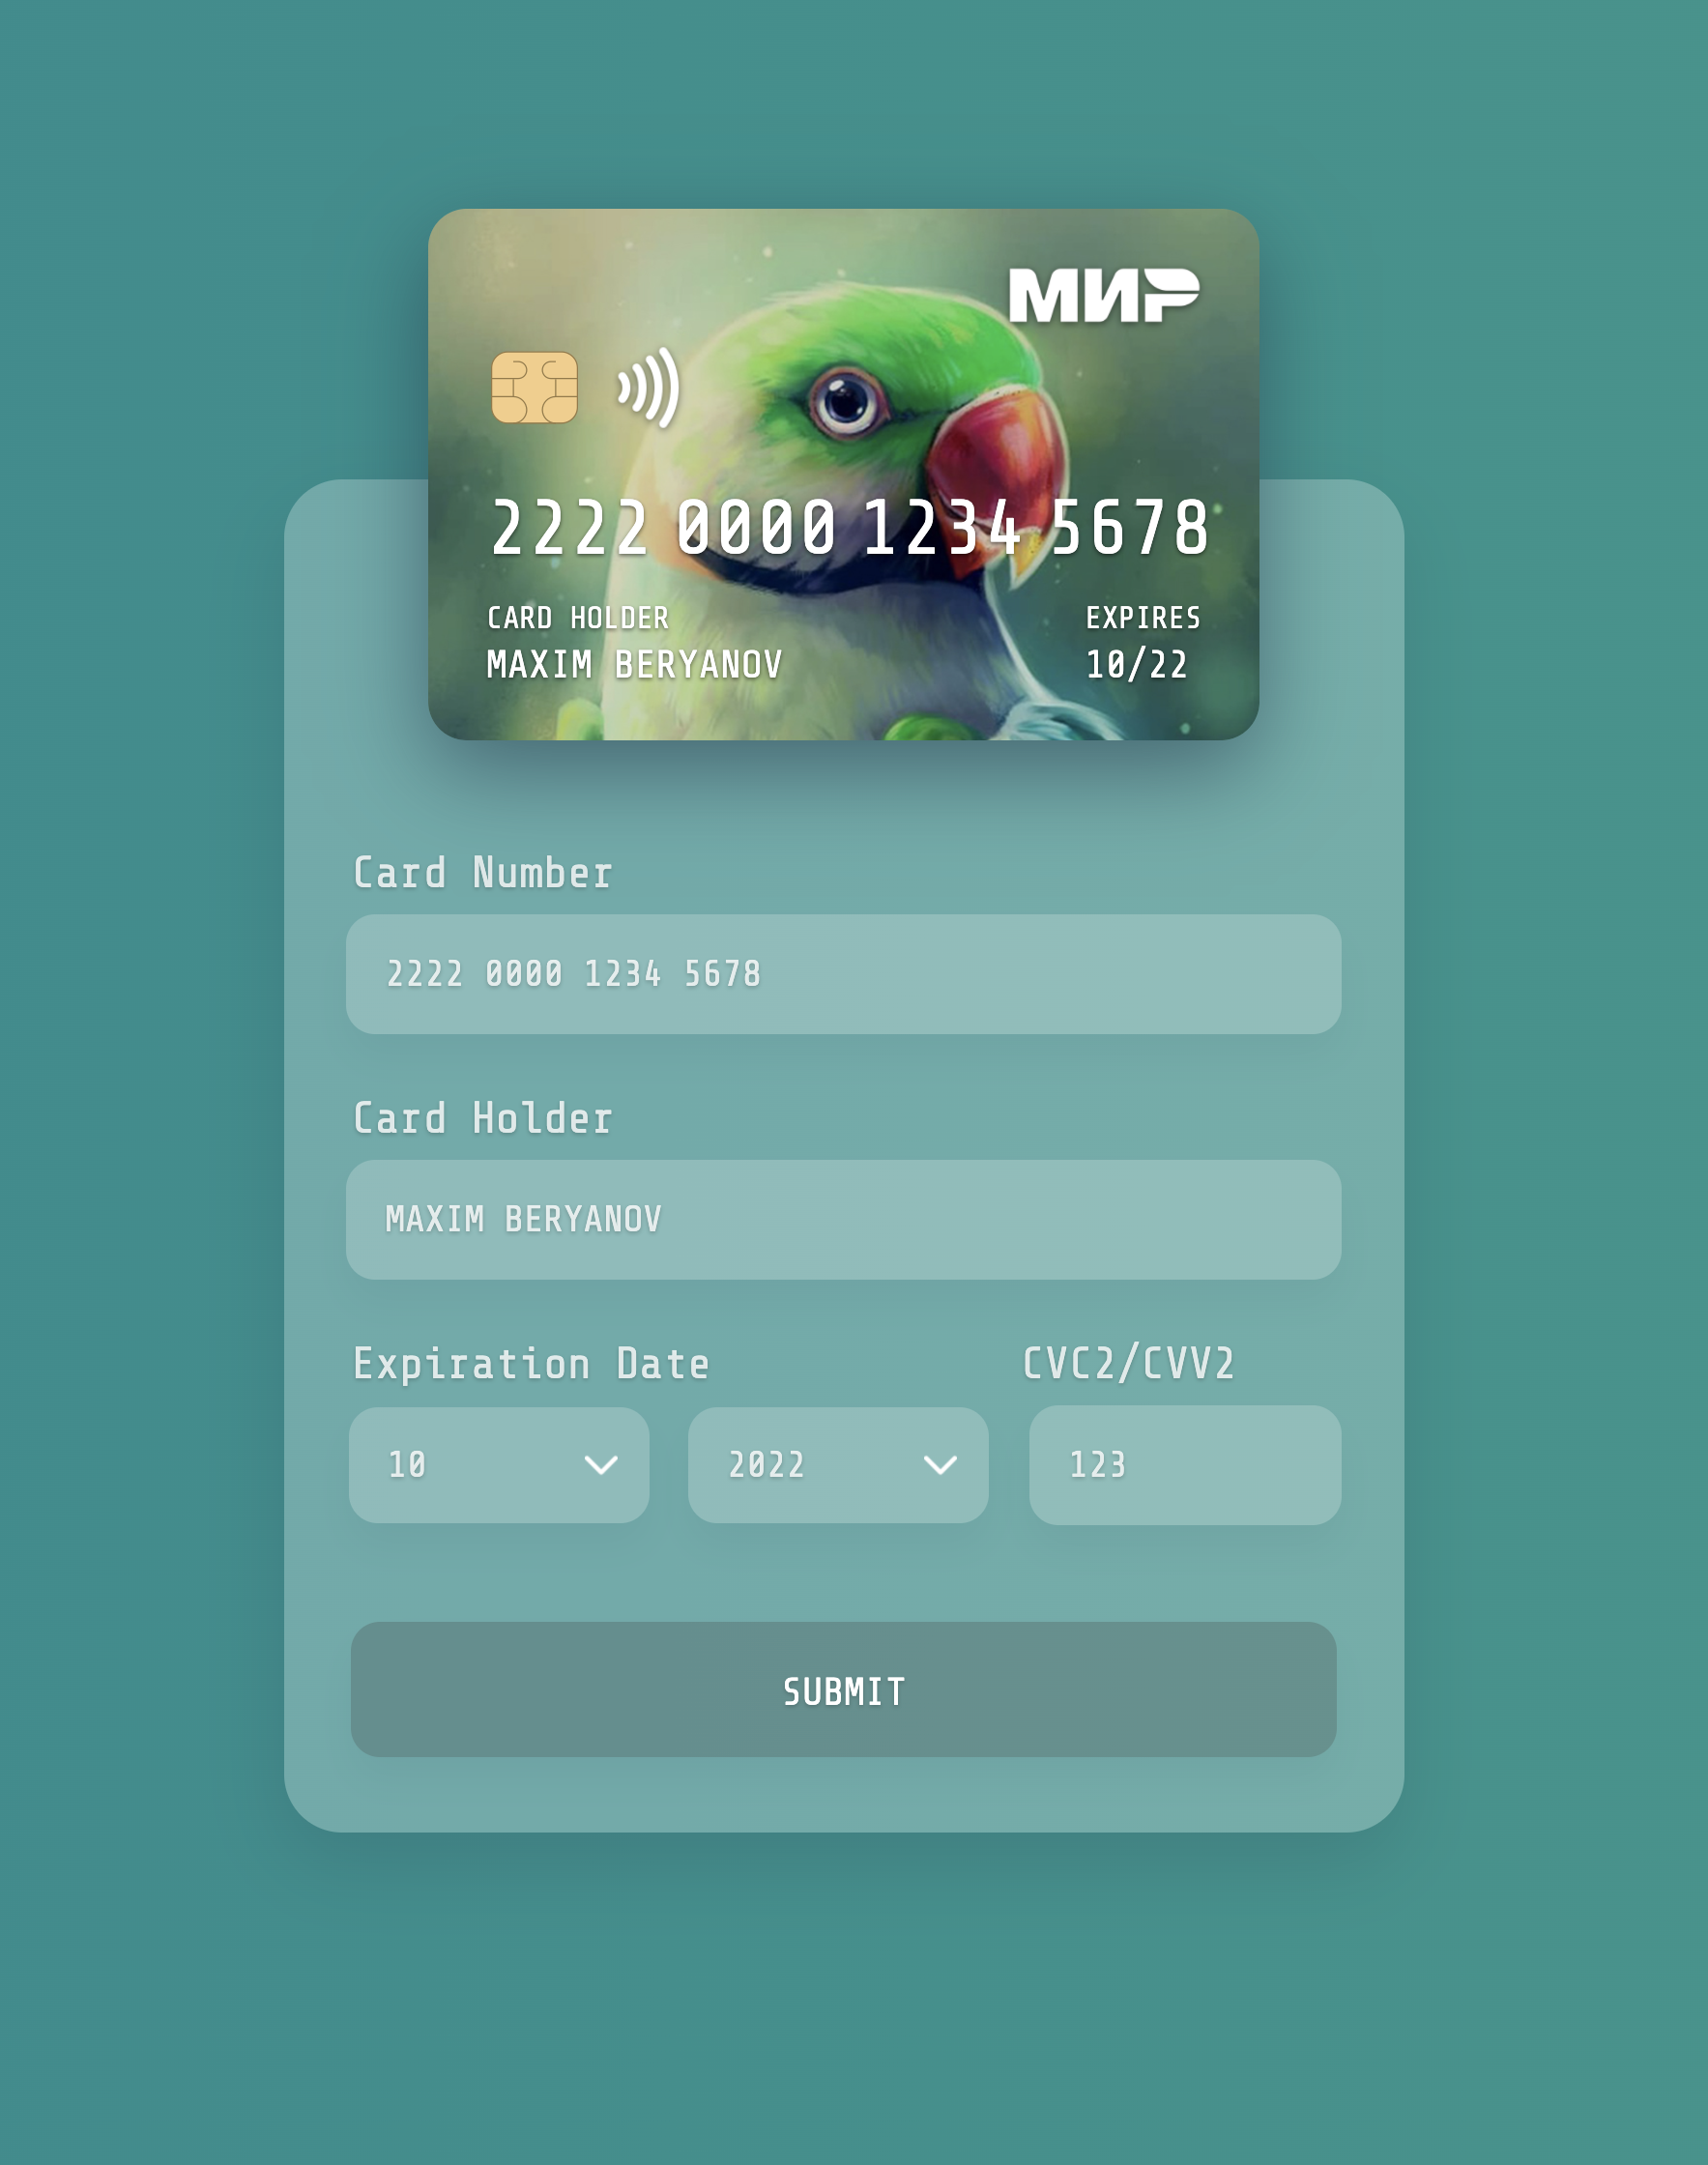 МИР
2222 0000 1234 5678
CARD HOLDER
EXPIRES
MAXIM BERYANOV
10/22
Card Number
2222 0000 1234 5678
Card Holder
MAXIM BERYANOV
Expiration Date
CVC2/CVV2
10
2022
123
SUBMIT